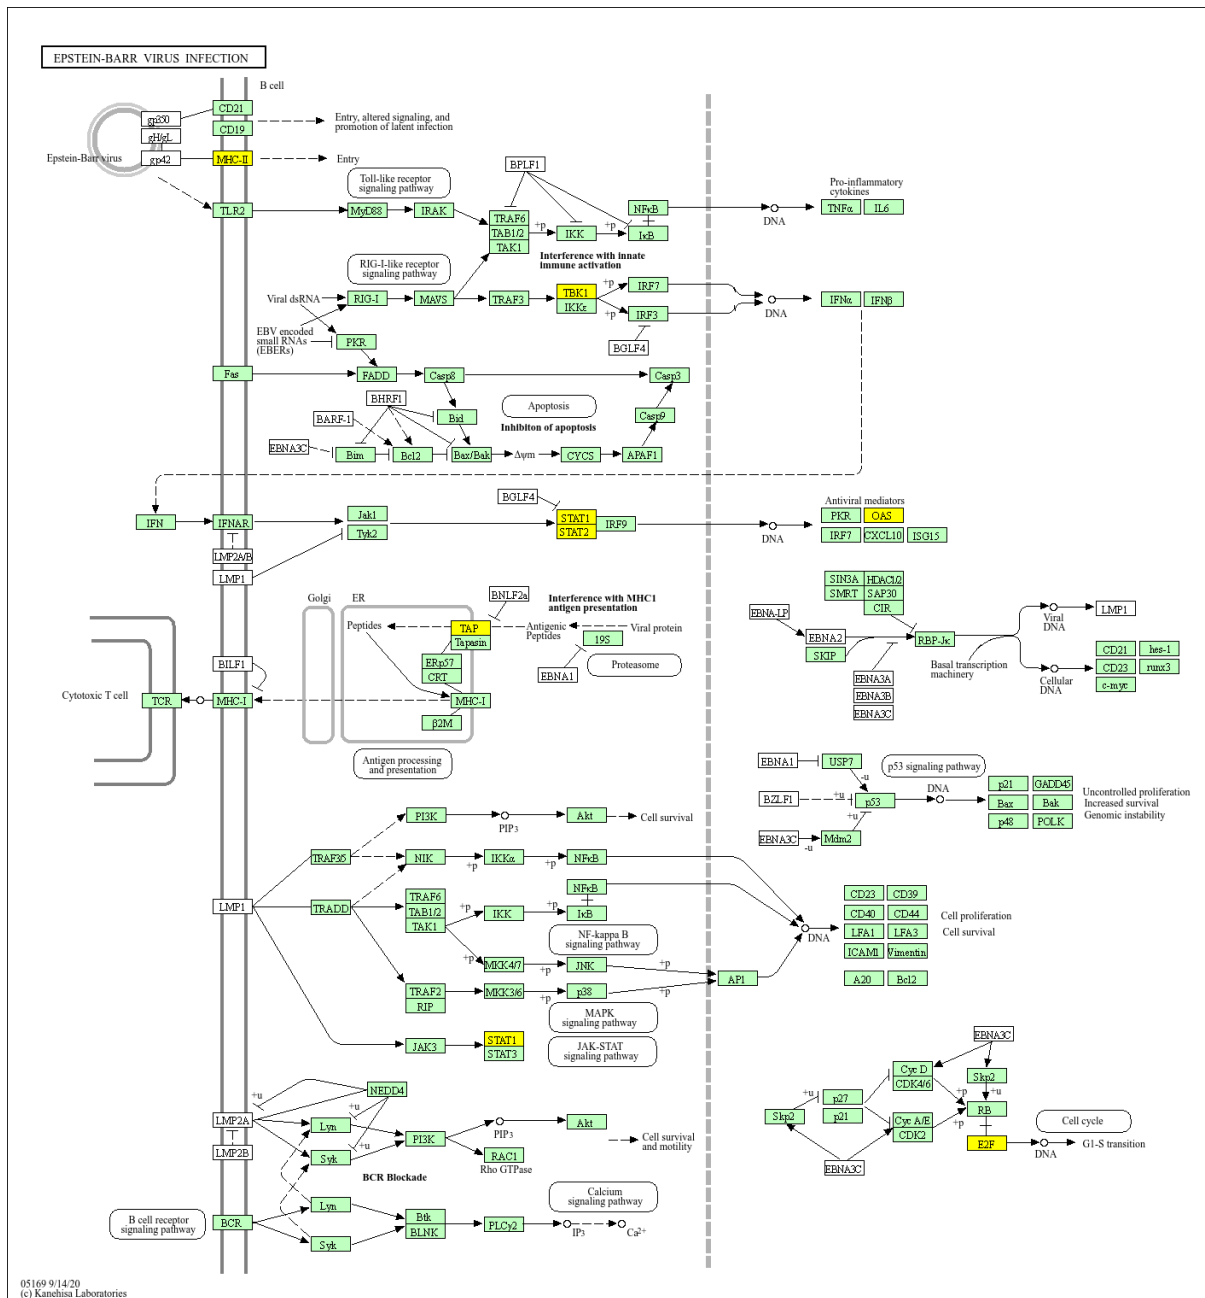 EPSTEIN-BARR VIRUS INFECTION
B cell
gp350
CD21
gH/gL
CD19
Entry, altered signaling, and
promotion of latent infection
Epstein-Barr virus
gp42
MHC-II
Entry
BPLF1
Toll-like receptor
signaling pathway
Pro-inflammatory
cytokines
TLR2
MyD88
IRAK
TRAF6
TAB1/2
TAK1
+p
IKK
+p
NFκB
IκB
DNA
TNFα
IL6
Interference with innate
immune activation
RIG-I-like receptor
signaling pathway
Viral dsRNA
RIG-I
MAVS
TRAF3
TBK1
IKKε
+p
+p
IRF7
IRF3
DNA
IFNα
IFNβ
BGLF4
EBV encoded
small RNAs
(EBERs)
PKR
Fas
FADD
Casp8
Casp3
BHRF1
Apoptosis
BARF-1
Bid
Inhibiton of apoptosis
Casp9
EBNA3C
Bim
Bcl2
Bax/Bak
Δψm
CYCS
APAF1
BGLF4
Antiviral mediators
IFN
IFNAR
Jak1
Tyk2
STAT1
STAT2
IRF9
DNA
PKR
OAS
IRF7
CXCL10
ISG15
LMP2A/B
LMP1
Golgi
ER
BNLF2a
Interference with MHC1
antigen presentation
Peptides
TAP
Tapasin
Antigenic
Peptides
Viral protein
19S
EBNA1
Proteasome
ERp57
CRT
BILF1
Cytotoxic T cell
TCR
MHC-I
MHC-I
β2M
Antigen processing
and presentation
SIN3A
HDAC1/2
SMRT
SAP30
CIR
EBNA-LP
EBNA2
SKIP
RBP-Jκ
Viral
DNA
LMP1
Basal transcription
machinery
Cellular
DNA
CD21
hes-1
CD23
runx3
c-myc
EBNA3A
EBNA3B
EBNA3C
EBNA1
USP7
p53 signaling pathway
-u
BZLF1
+u
p53
DNA
+u
EBNA3C
-u
Mdm2
p21
GADD45
Bax
Bak
p48
POLK
Uncontrolled proliferation
Increased survival
Genomic instability
PI3K
PIP3
Akt
Cell survival
TRAF3/5
NIK
+p
IKKα
+p
NFκB
LMP1
TRADD
TRAF6
TAB1/2
TAK1
+p
IKK
+p
NFκB
IκB
NF-kappa B
signaling pathway
+p
MKK4/7
+p
JNK
+p
TRAF2
RIP
+p
MKK3/6
+p
p38
+p
AP1
MAPK
signaling pathway
DNA
CD23
CD39
CD40
CD44
LFA1
LFA3
ICAM1
Vimentin
A20
Bcl2
Cell proliferation
Cell survival
JAK3
STAT1
STAT3
JAK-STAT
signaling pathway
EBNA3C
Cyc D
CDK4/6
Skp2
+p
+u
+u
p27
p21
Skp2
Cyc A/E
CDK2
+p
RB
Cell cycle
E2F
DNA
G1-S transition
EBNA3C
+u
NEDD4
+u
LMP2A
Lyn
+u
LMP2B
Syk
PI3K
PIP3
Akt
RAC1
Rho GTPase
Cell survival
and motility
BCR Blockade
Calcium
signaling pathway
B cell receptor
signaling pathway
BCR
Lyn
Syk
Btk
BLNK
PLCγ2
IP3
Ca2+
05169 9/14/20
(c) Kanehisa Laboratories